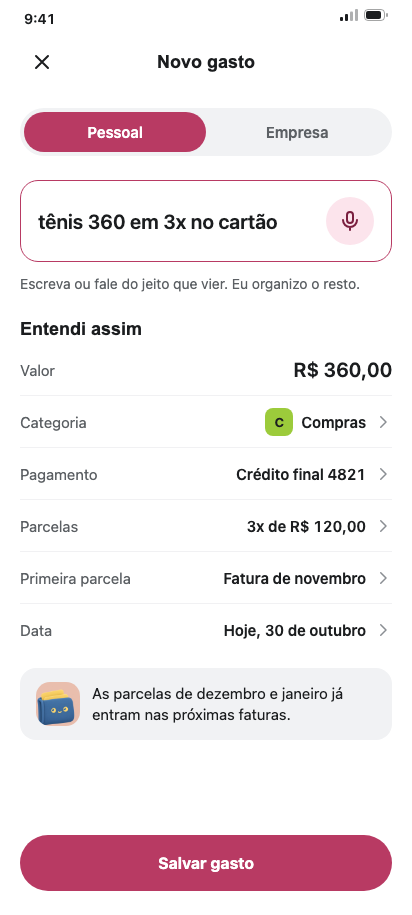 9:41
Novo gasto
Pessoal
Empresa
tênis 360 em 3x no cartão
Escreva ou fale do jeito que vier. Eu organizo o resto.
Entendi assim
Valor R$ 360,00
Categoria C Compras
Pagamento Crédito final 4821
Parcelas 3x de R$ 120,00
Primeira parcela Fatura de novembro
Data Hoje, 30 de outubro
As parcelas de dezembro e janeiro já
entram nas próximas faturas.
Salvar gasto